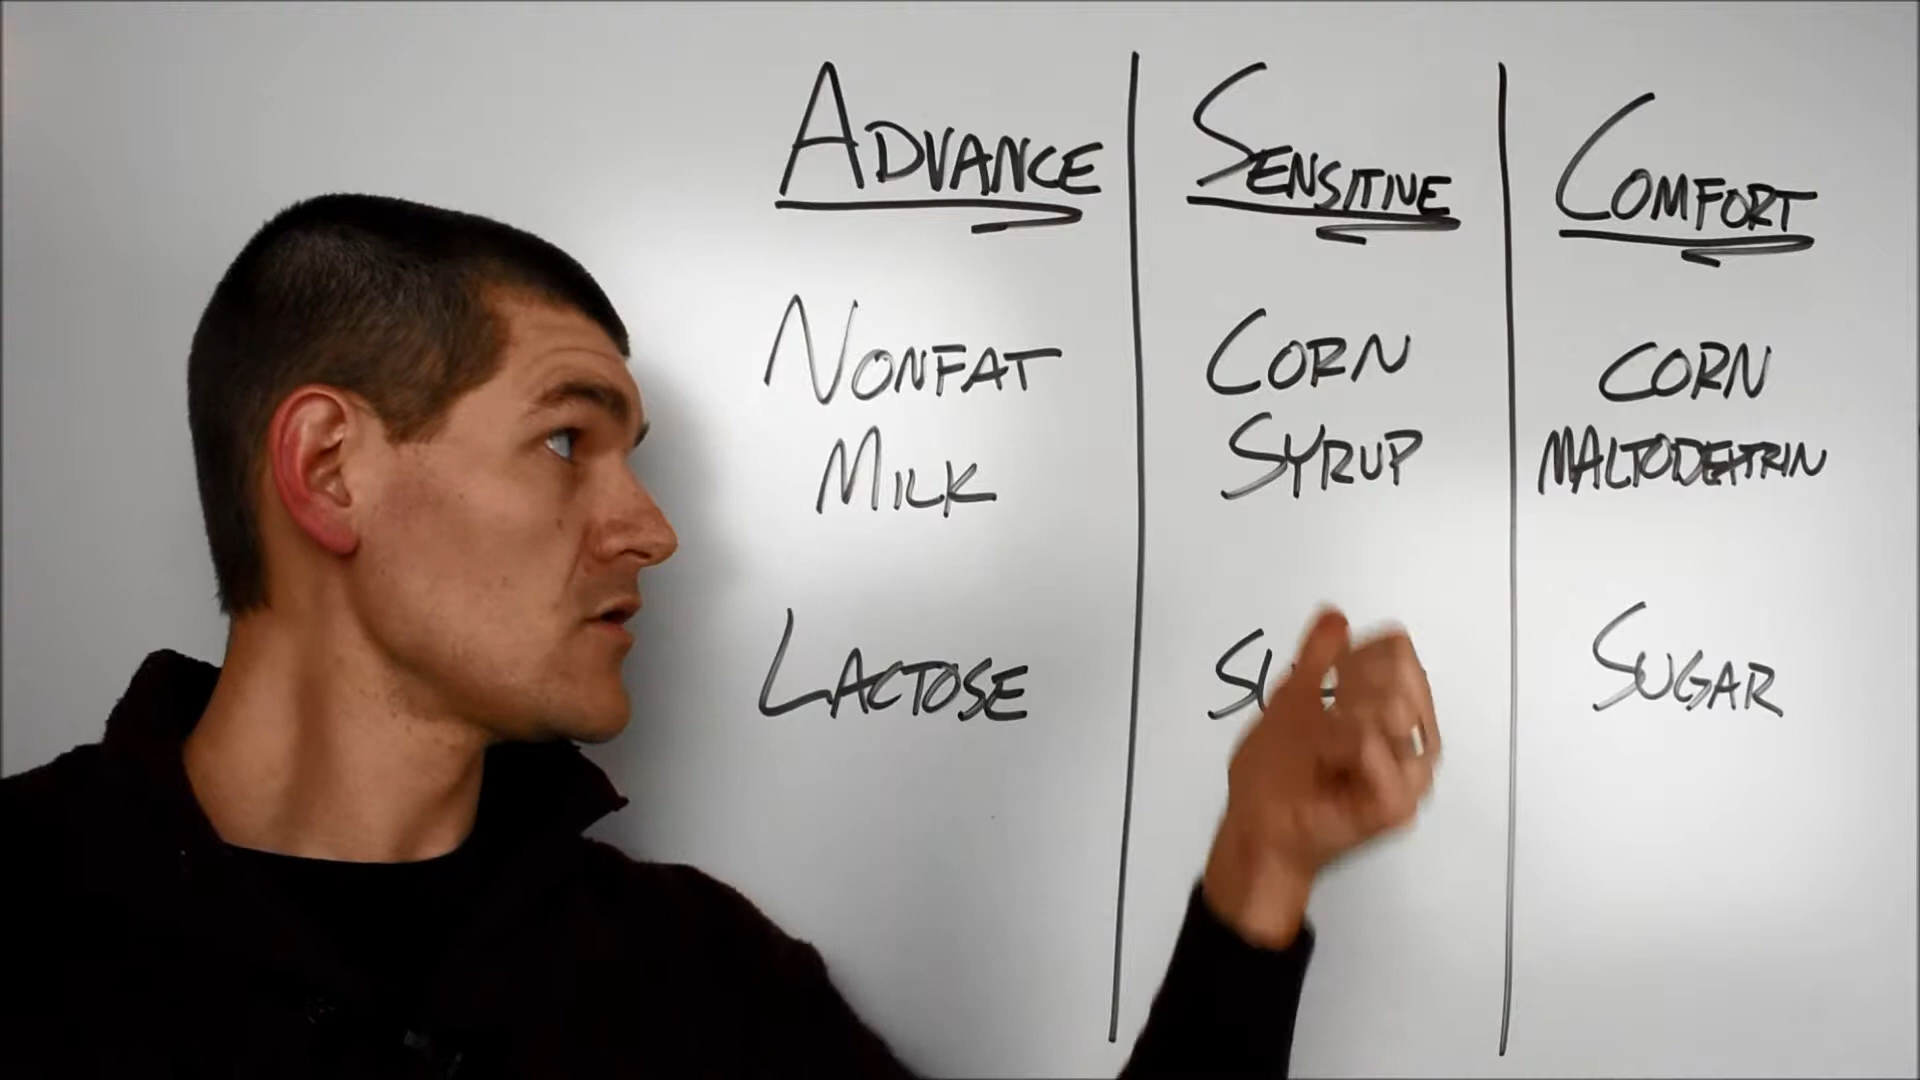 ADVANCE
SENSITIVE
COMFORT
NONFAT
MILK
CORN
SYRUP
CORN
MALTODEXTRIN
LACTOSE
SUGAR